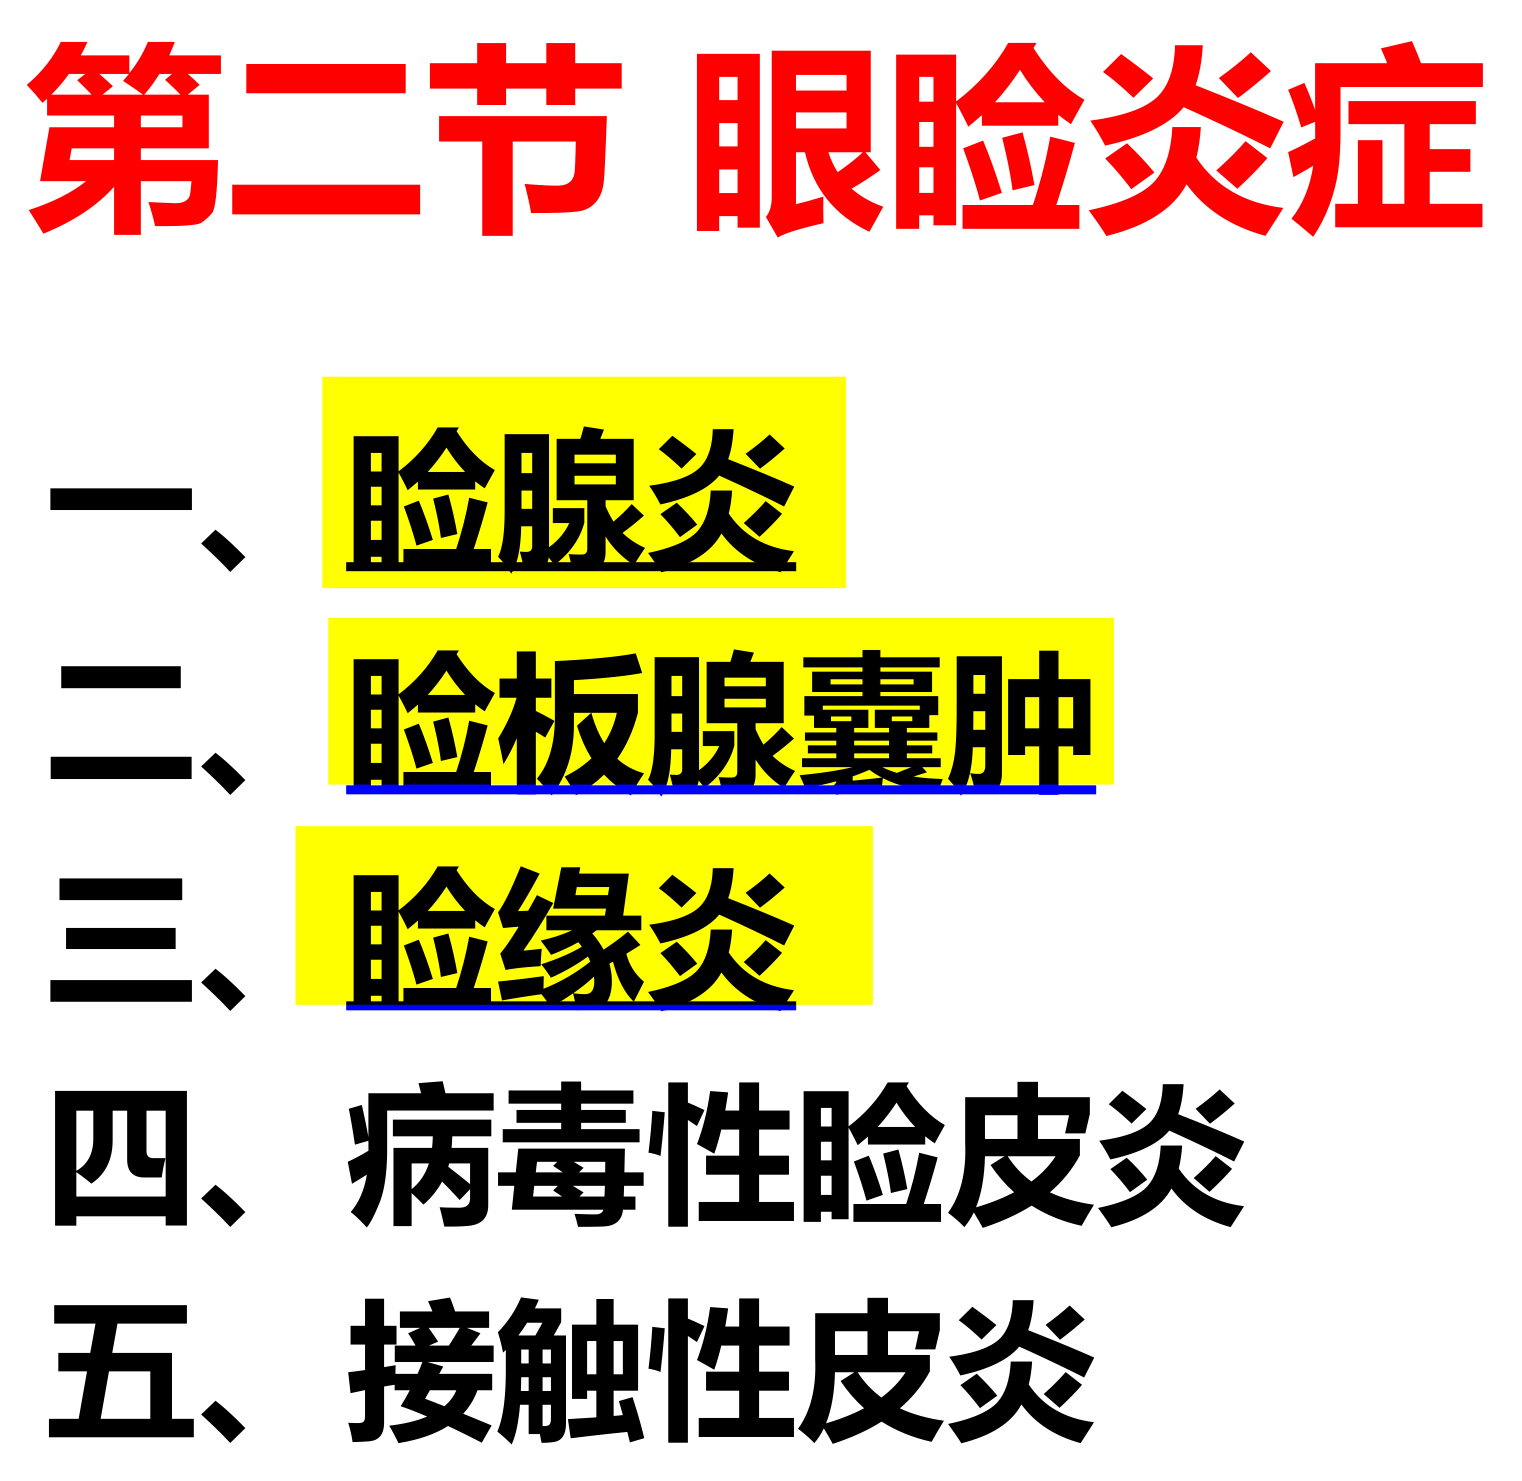 第二节 眼睑炎症
一、 睑腺炎
二、 睑板腺囊肿
三、 睑缘炎
四、 病毒性睑皮炎
五、 接触性皮炎